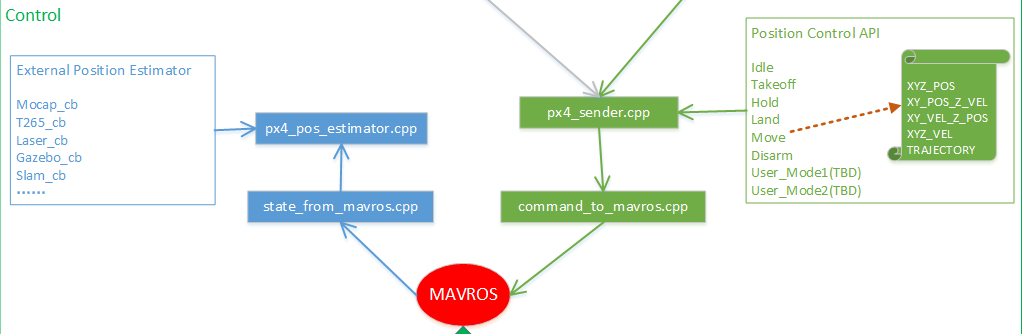 Control
External Position Estimator
Mocap_cb
T265_cb
Laser_cb
Gazebo_cb
Slam_cb
......
px4_pos_estimator.cpp
state_from_mavros.cpp
px4_sender.cpp
command_to_mavros.cpp
MAVROS
Position Control API
Idle
Takeoff
Hold
Land
Move
Disarm
User_Mode1(TBD)
User_Mode2(TBD)
XYZ_POS
XY_POS_Z_VEL
XY_VEL_Z_POS
XYZ_VEL
TRAJECTORY